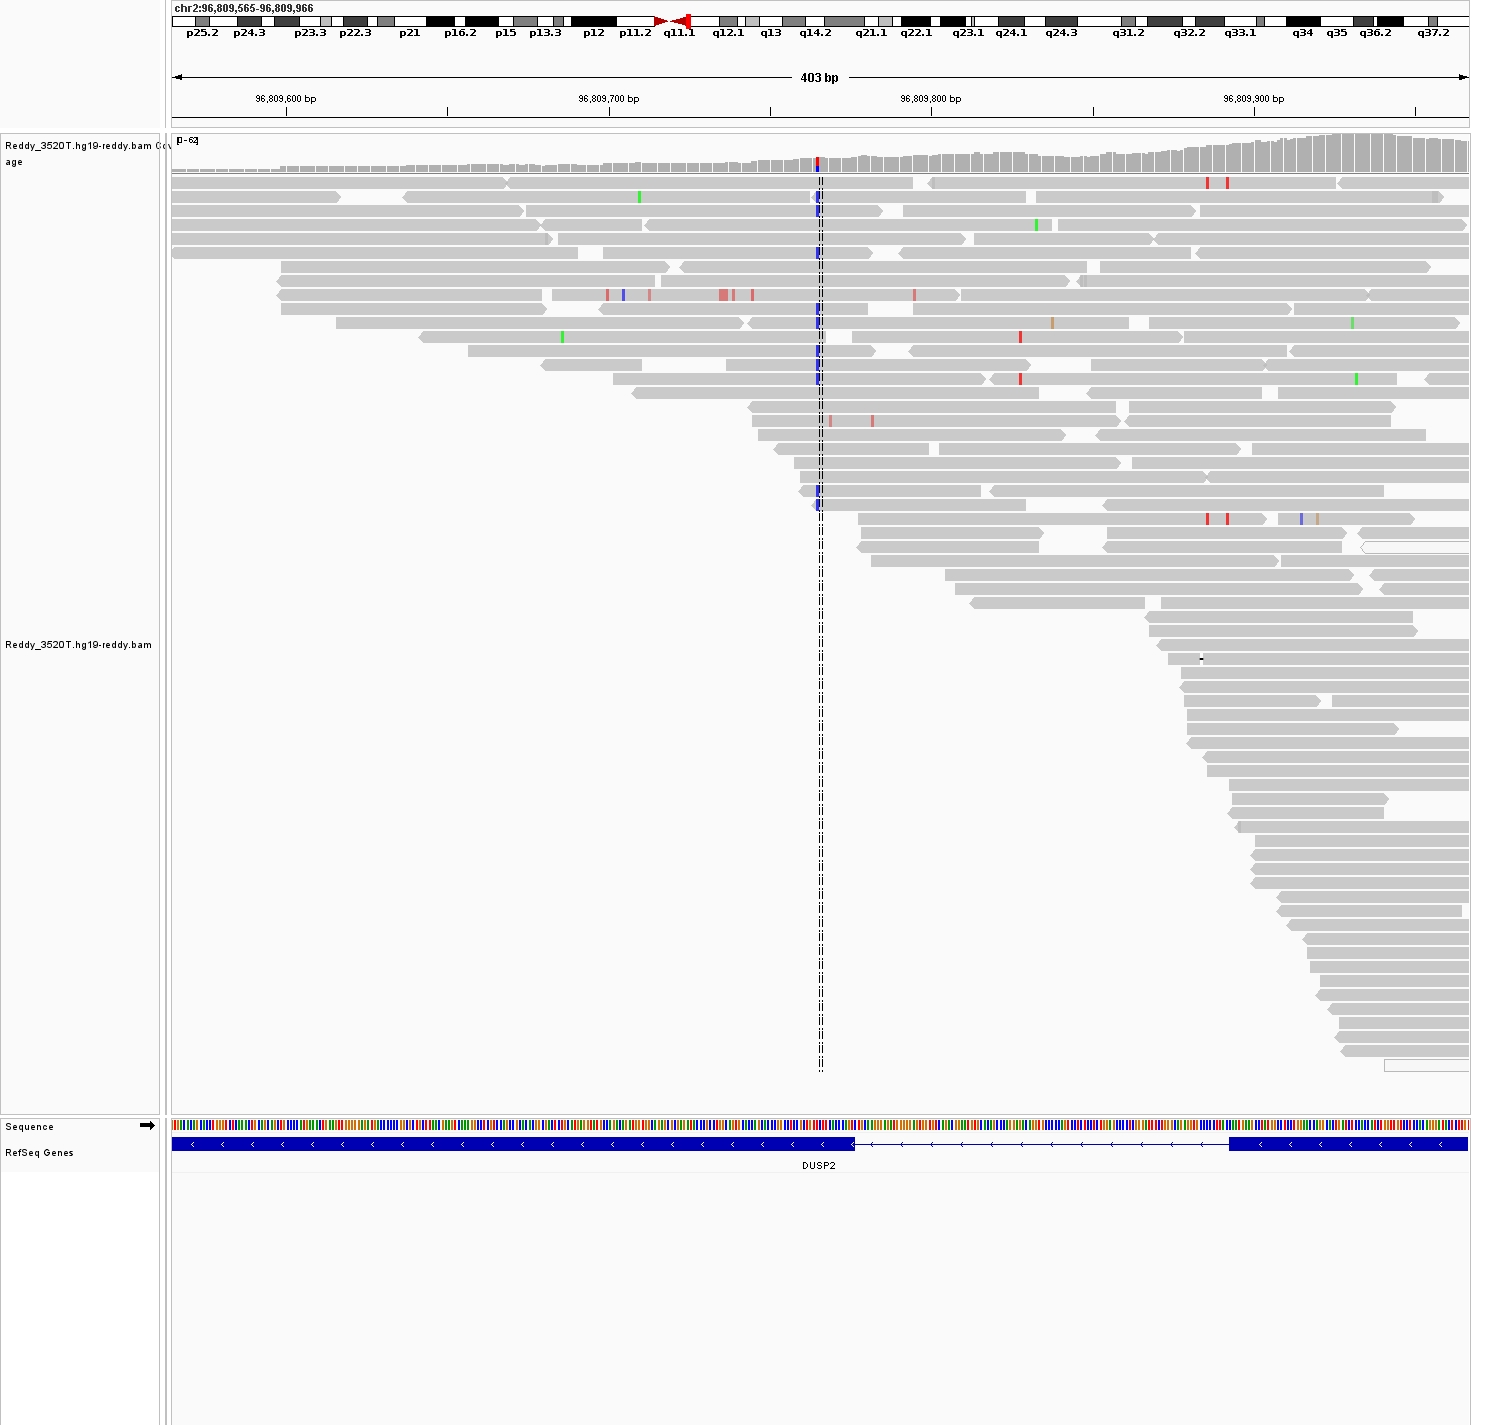 chr2:96,809,565-96,809,966
p25.2 p24.3 p23.3 p22.3 p21 p16.2 p15 p13.3 p12 p11.2 q11.1 q12.1 q13 q14.2 q21.1 q22.1 q23.1 q24.1 q24.3 q31.2 q32.2 q33.1 q34 q35 q36.2 q37.2
403 bp
96,809,600 bp 96,809,700 bp 96,809,800 bp 96,809,900 bp
Reddy_3520T.hg19-reddy.bam Cov
age
[0-62]
Reddy_3520T.hg19-reddy.bam
Sequence
RefSeq Genes
DUSP2